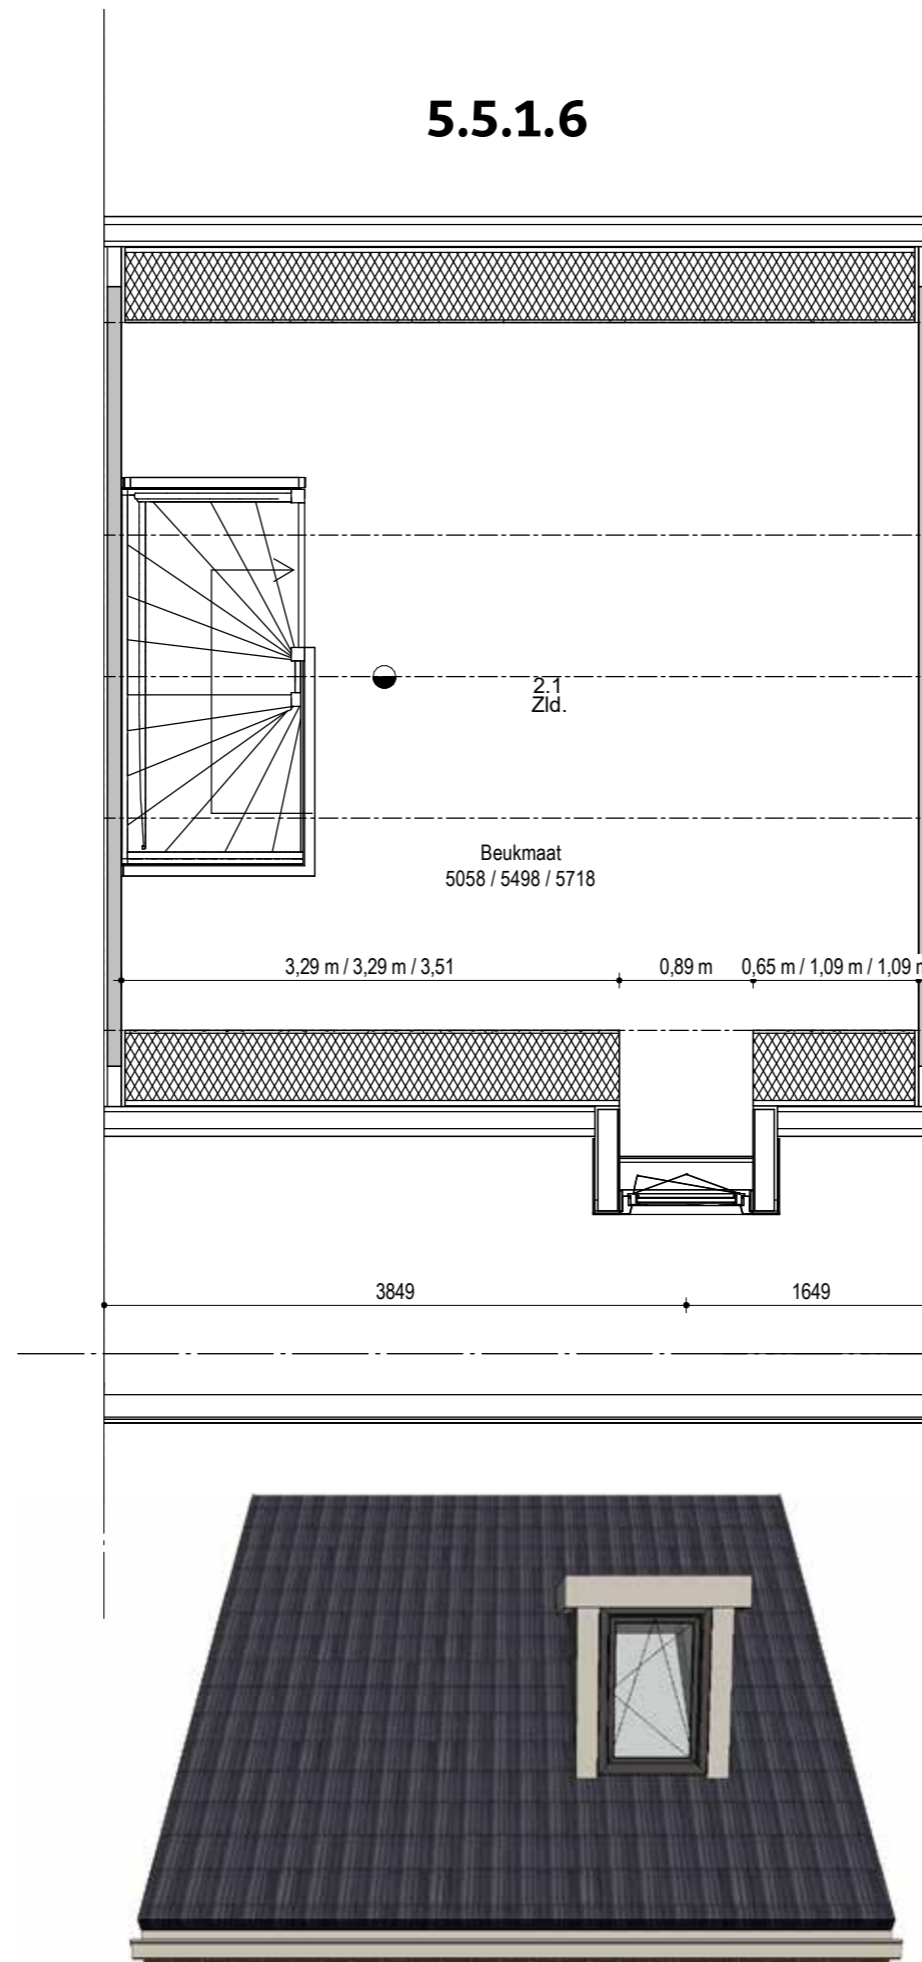 5.5.1.6
2.1
Zld.
Beukmaat
5058 / 5498 / 5718
3,29 m / 3,29 m / 3,51
0,89 m
0,65 m / 1,09 m / 1,09 m
3849
1649